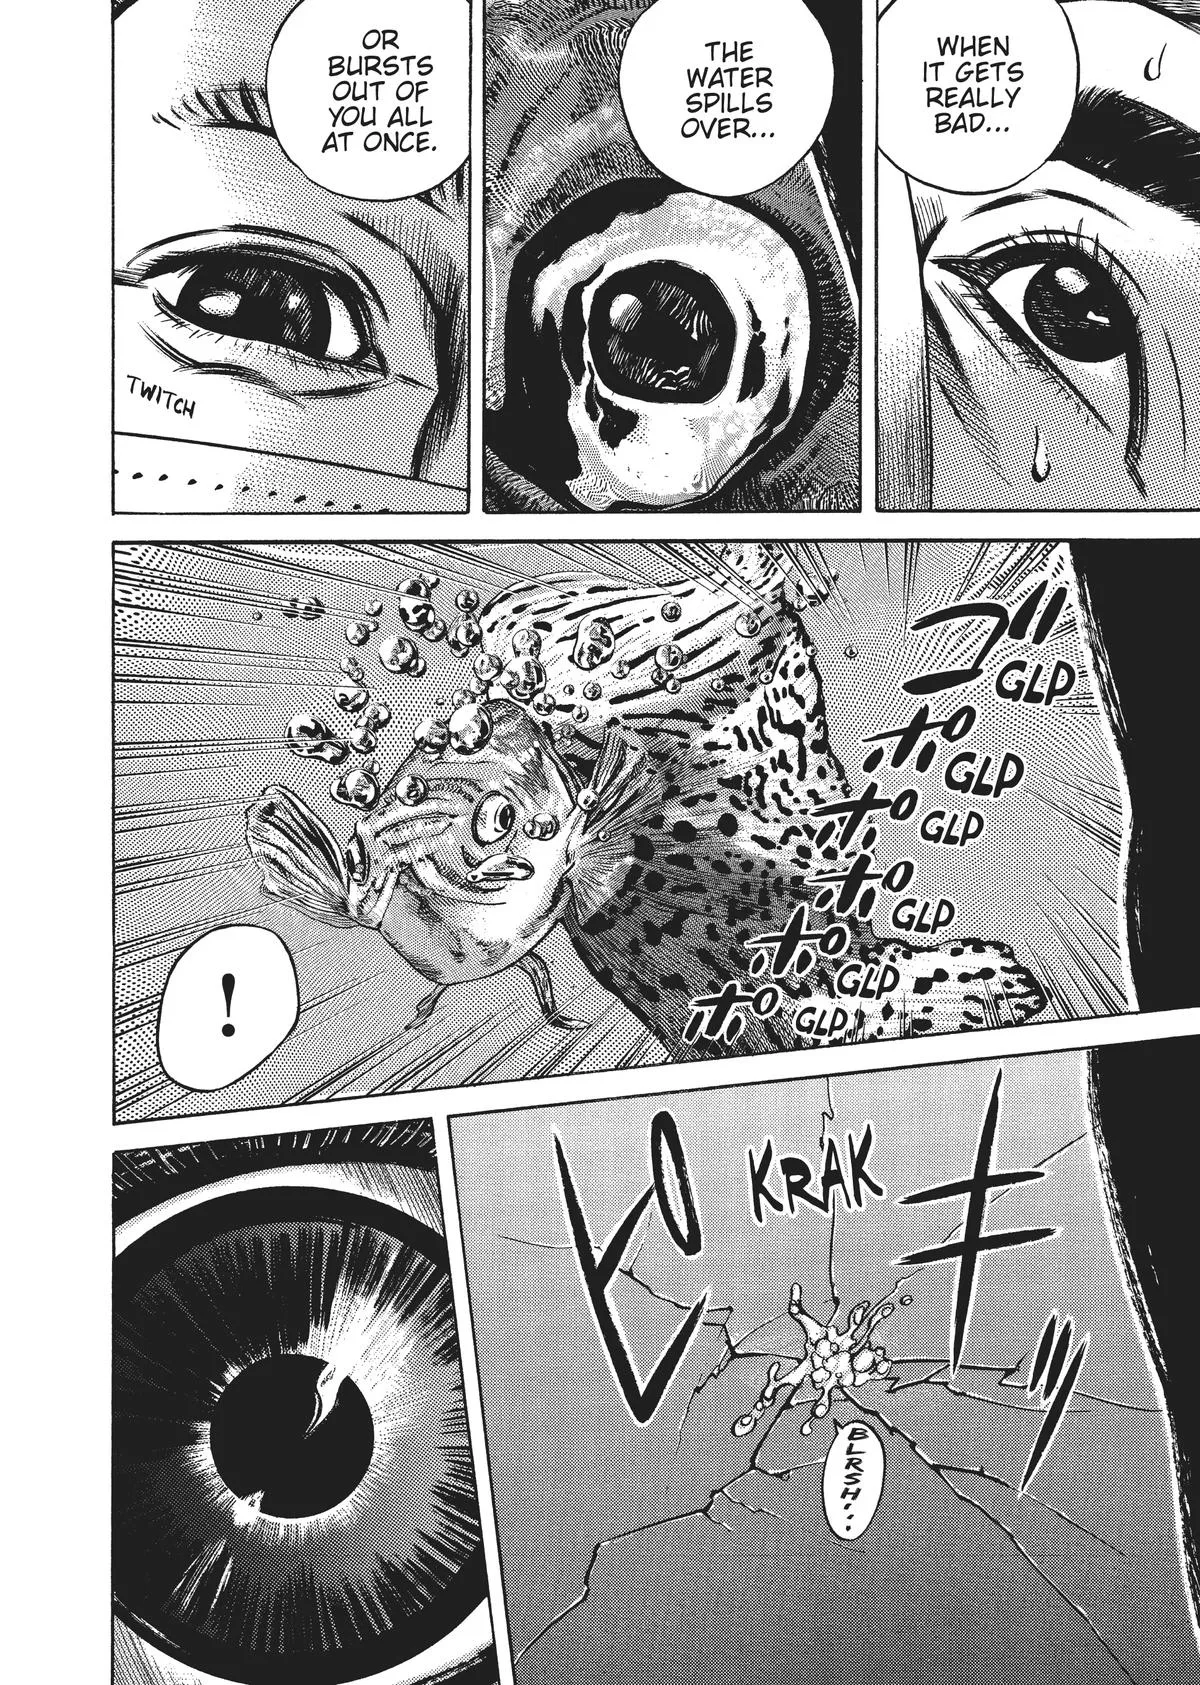 WHEN
IT GETS
REALLY
BAD...
THE
WATER
SPILLS
OVER...
OR
BURSTS
OUT OF
YOU ALL
AT ONCE.
TWITCH
ゴ
ポポポポポ
GLP
GLP
GLP
GLP
GLP
GLP
!
ピキッ
KRAK
BLRSH...